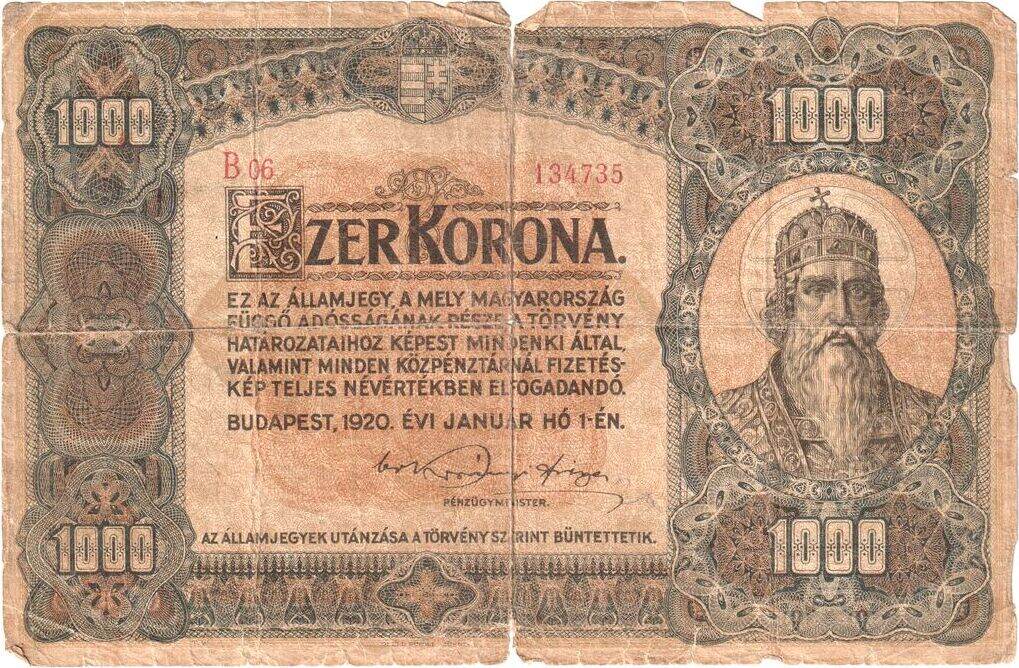 1000
1000
B 06
134735
EZER KORONA.
EZ AZ ÁLLAMJEGY, A MELY MAGYARORSZÁG
FÜGGŐ ADÓSSÁGÁNAK RÉSZE A TÖRVÉNY
HATÁROZATAIHOZ KÉPEST MINDENKI ÁLTAL,
VALAMINT MINDEN KÖZPÉNZTÁRNÁL FIZETÉS-
KÉP TELJES NÉVÉRTÉKBEN ELFOGADANDÓ.
BUDAPEST, 1920. ÉVI JANUÁR HÓ 1-ÉN.
PÉNZÜGYMINISTER.
AZ ÁLLAMJEGYEK UTÁNZÁSA A TÖRVÉNY SZERINT BÜNTETTETIK.
1000
1000